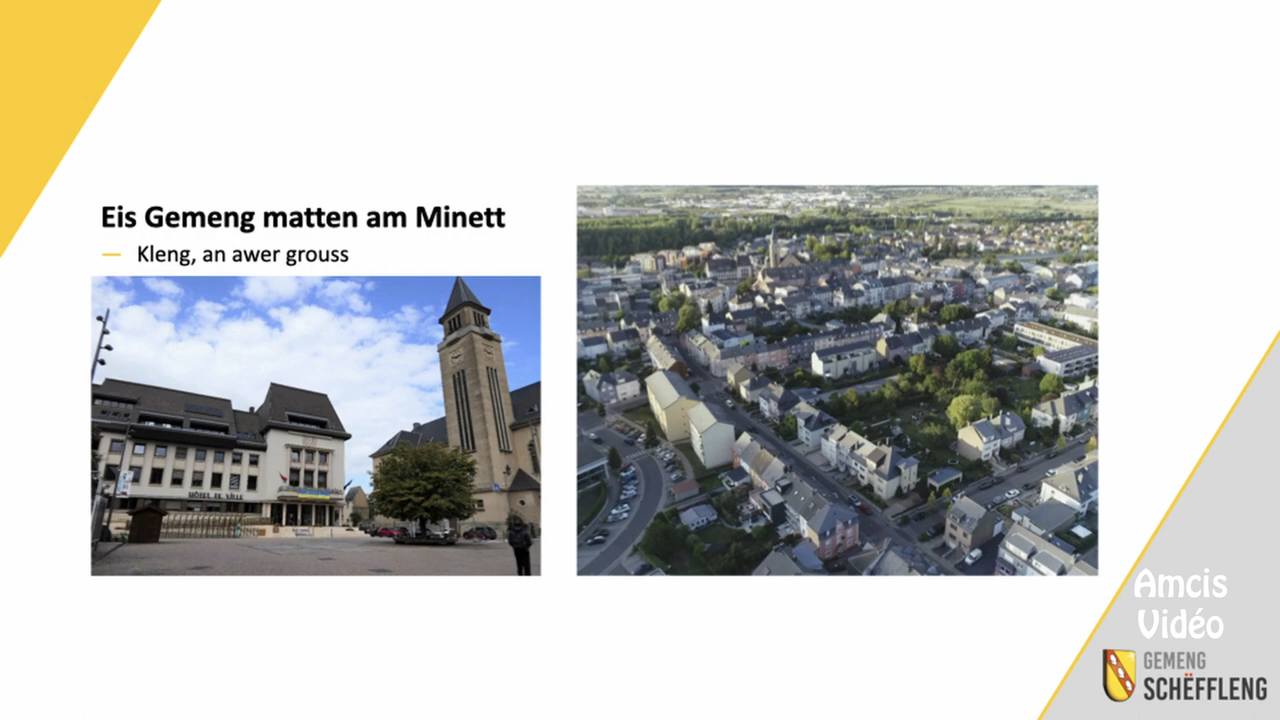 Eis Gemeng matten am Minett
— Kleng, an awer grouss
HÔTEL DE VILLE
Amcis
Vidéo
GEMENG
SCHËFFLENG